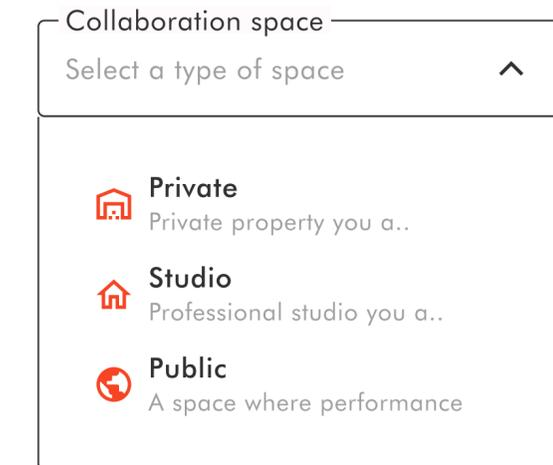 Collaboration space
Select a type of space
Private
Private property you a..
Studio
Professional studio you a..
Public
A space where performance